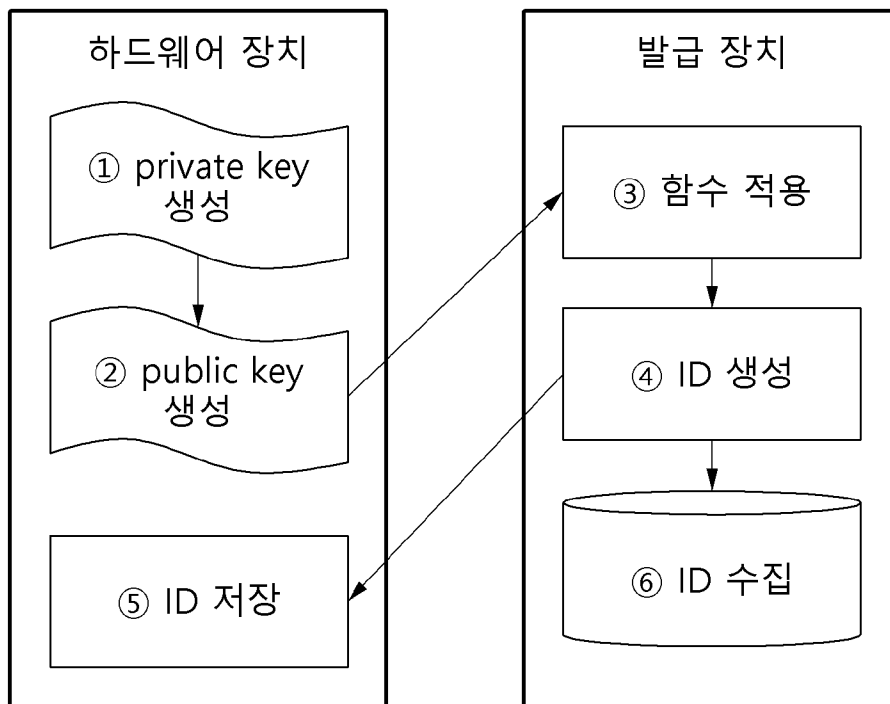 하드웨어 장치
① private key
생성
② public key
생성
⑤ ID 저장
발급 장치
③ 함수 적용
④ ID 생성
⑥ ID 수집